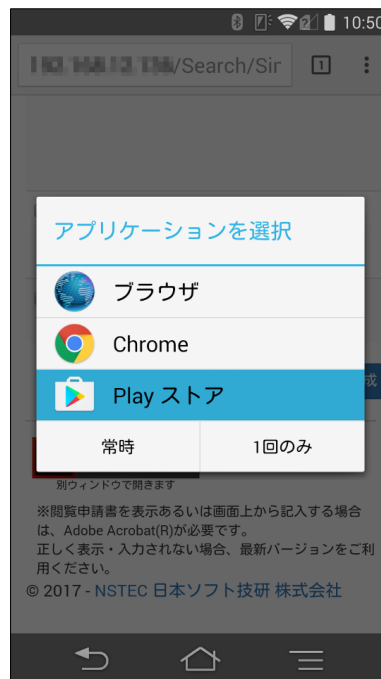 10:50
/Search/Sir
1
アプリケーションを選択
ブラウザ
Chrome
Play ストア
成
常時
1回のみ
別ウィンドウで開きます
※閲覧申請書を表示あるいは画面上から記入する場合
は、Adobe Acrobat(R)が必要です。
正しく表示・入力されない場合、最新バージョンをご利
用ください。
© 2017 - NSTEC 日本ソフト技研 株式会社